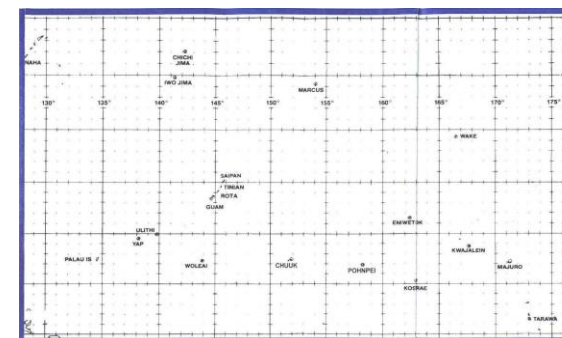 CHICHI
JIMA
NAHA
IWO JIMA
MARCUS
130° 135° 140° 145° 150° 155° 160° 165° 170° 175°
WAKE
SAIPAN
TINIAN
ROTA
GUAM
ENIWETOK
ULITHI
YAP
KWAJALEIN
PALAU IS
WOLEAI
CHUUK
POHNPEI
MAJURO
KOSRAE
TARAWA